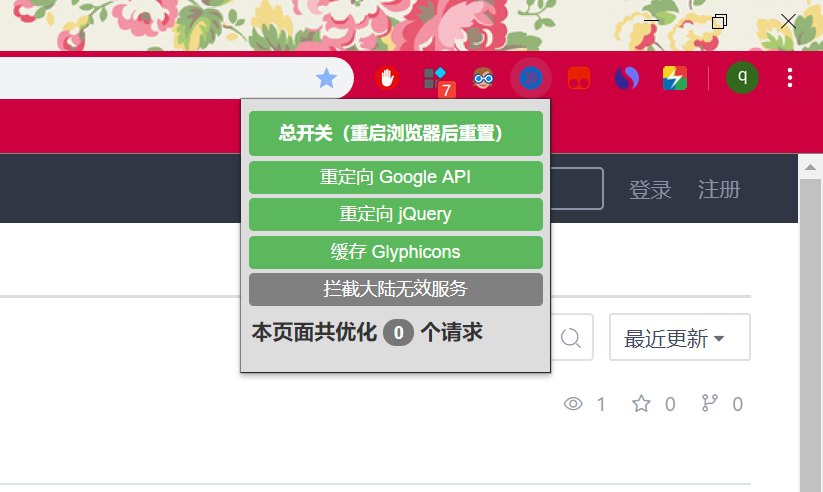 7
q
总开关（重启浏览器后重置）
重定向 Google API
重定向 jQuery
缓存 Glyphicons
拦截大陆无效服务
本页面共优化 0 个请求
登录 注册
最近更新
1 0 0